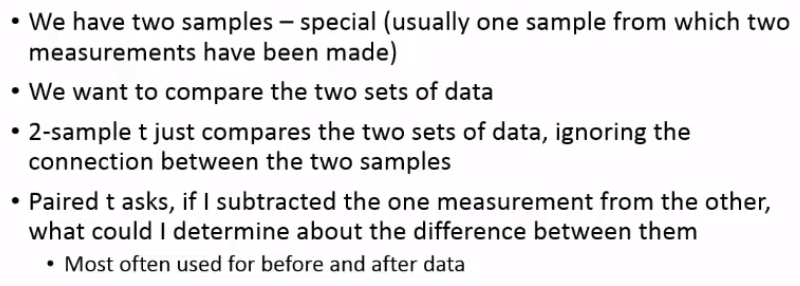 • We have two samples – special (usually one sample from which two
measurements have been made)
• We want to compare the two sets of data
• 2-sample t just compares the two sets of data, ignoring the
connection between the two samples
• Paired t asks, if I subtracted the one measurement from the other,
what could I determine about the difference between them
• Most often used for before and after data